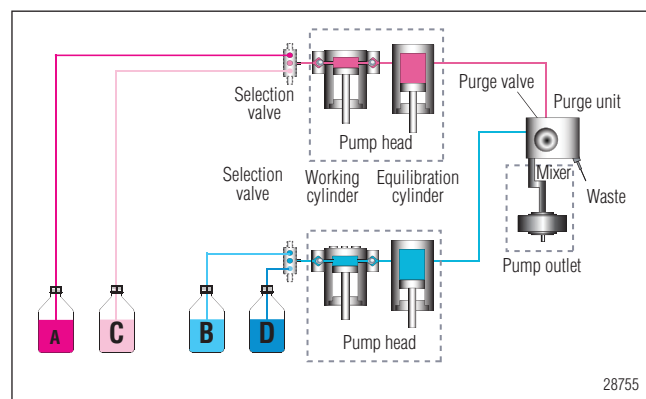 Selection
valve
Pump head
Purge valve
Purge unit
Mixer
Waste
Pump outlet
Selection
valve
Working
cylinder
Equilibration
cylinder
Pump head
A
C
B
D
28755